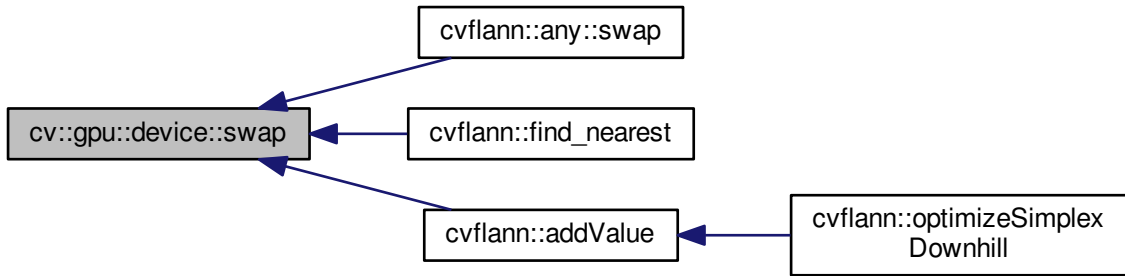 cvflann::any::swap
cv::gpu::device::swap
cvflann::find_nearest
cvflann::addValue
cvflann::optimizeSimplex
Downhill